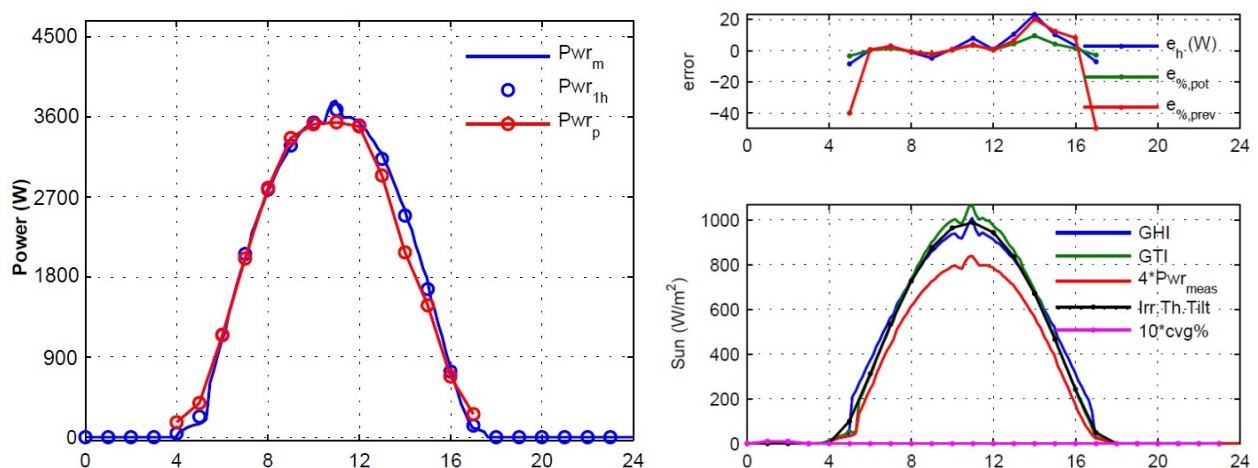 4500
3600
2700
1800
900
0
Power (W)
0 4 8 12 16 20 24
Pwr_m
Pwr_1h
Pwr_p
20
0
−20
−40
error
0 4 8 12 16 20 24
e_h (W)
e_%,pot
e_%,prev
1000
800
600
400
200
0
Sun (W/m²)
0 4 8 12 16 20 24
GHI
GTI
4*Pwr_meas
Irr. Th. Tilt
10*cvg%